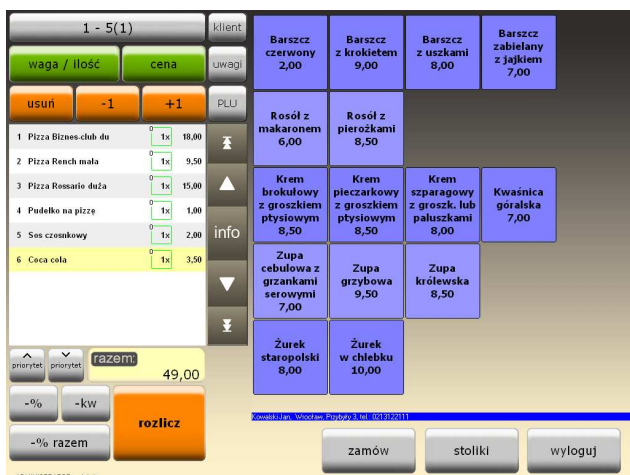 1 - 5(1)
klient
waga / ilość
cena
uwagi
usuń
-1
+1
PLU
1 Pizza Biznes-club du 0 1x 18,00
2 Pizza Rench mała 0 1x 9,50
3 Pizza Rossario duża 0 1x 15,00
4 Pudełko na pizzę 0 1x 1,00
5 Sos czosnkowy 0 1x 2,00
6 Coca cola 0 1x 3,50
info
priorytet
priorytet
razem:
49,00
-%
-kw
rozlicz
-% razem
Barszcz
czerwony
2,00
Barszcz
z krokietem
9,00
Barszcz
z uszkami
8,00
Barszcz
zabielany
z jajkiem
7,00
Rosół z
makaronem
6,00
Rosół z
pierożkami
8,50
Krem
brokułowy
z groszkiem
ptysiowym
8,50
Krem
pieczarkowy
z groszkiem
ptysiowym
8,50
Krem
szparagowy
z groszk. lub
paluszkami
8,00
Kwaśnica
góralska
7,00
Zupa
cebulowa z
grzankami
serowymi
7,00
Zupa
grzybowa
9,50
Zupa
królewska
8,50
Żurek
staropolski
8,00
Żurek
w chlebku
10,00
Kowalski Jan, Wrocław, Przybyły 3, tel.: 0213122111
zamów
stoliki
wyloguj